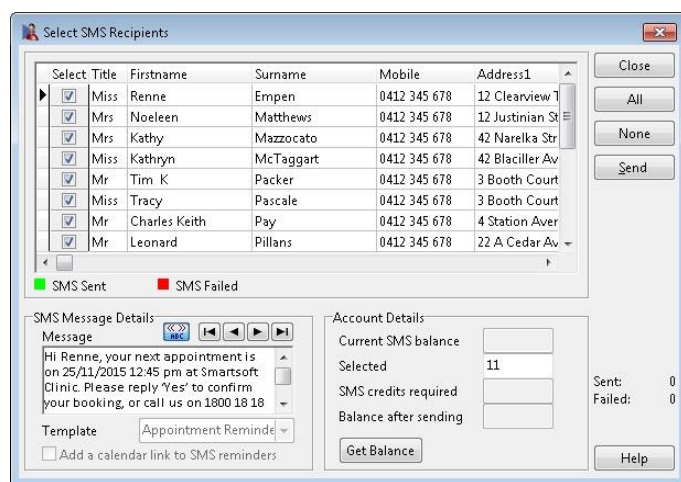 Select SMS Recipients
Select Title Firstname Surname Mobile Address1
Miss Renne Empen 0412 345 678 12 Clearview T
Mrs Noeleen Matthews 0412 345 678 12 Justinian St
Mrs Kathy Mazzocato 0412 345 678 42 Narelka Str
Miss Kathryn McTaggart 0412 345 678 42 Blaciller Av
Mr Tim K Packer 0412 345 678 3 Booth Court
Miss Tracy Pascale 0412 345 678 3 Booth Court
Mr Charles Keith Pay 0412 345 678 4 Station Aver
Mr Leonard Pillans 0412 345 678 22 A Cedar Av
Close
All
None
Send
SMS Sent SMS Failed
SMS Message Details
Message ABC
Hi Renne, your next appointment is
on 25/11/2015 12:45 pm at Smartsoft
Clinic. Please reply 'Yes' to confirm
your booking, or call us on 1800 18 18
Template Appointment Reminde
Add a calendar link to SMS reminders
Account Details
Current SMS balance
Selected 11
SMS credits required
Balance after sending
Get Balance
Sent: 0
Failed: 0
Help